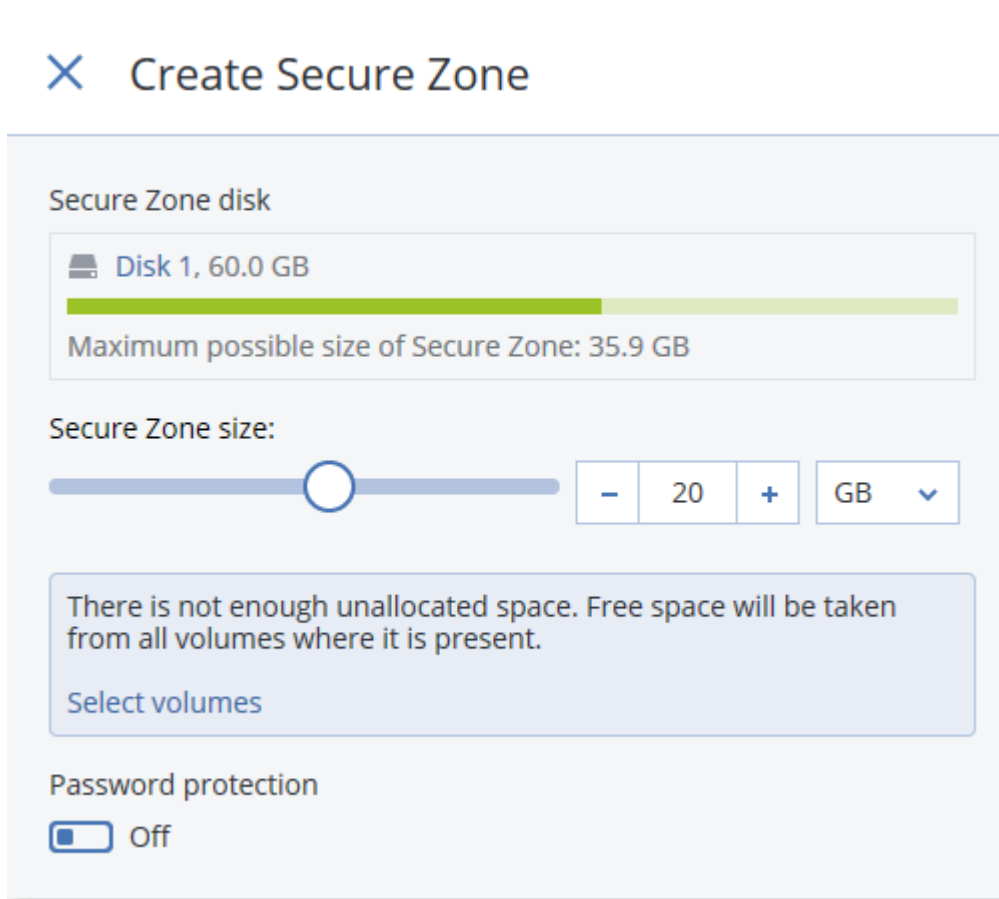 Create Secure Zone
Secure Zone disk
Disk 1, 60.0 GB
Maximum possible size of Secure Zone: 35.9 GB
Secure Zone size:
− 20 + GB
There is not enough unallocated space. Free space will be taken
from all volumes where it is present.
Select volumes
Password protection
Off